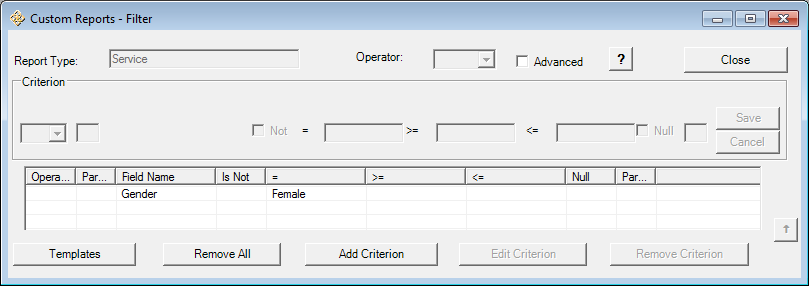 Custom Reports - Filter
Report Type: Service Operator: Advanced ? Close
Criterion
Not = >= <= Null Save
Cancel
Opera... Par... Field Name Is Not = >= <= Null Par...
Gender Female
Templates Remove All Add Criterion Edit Criterion Remove Criterion